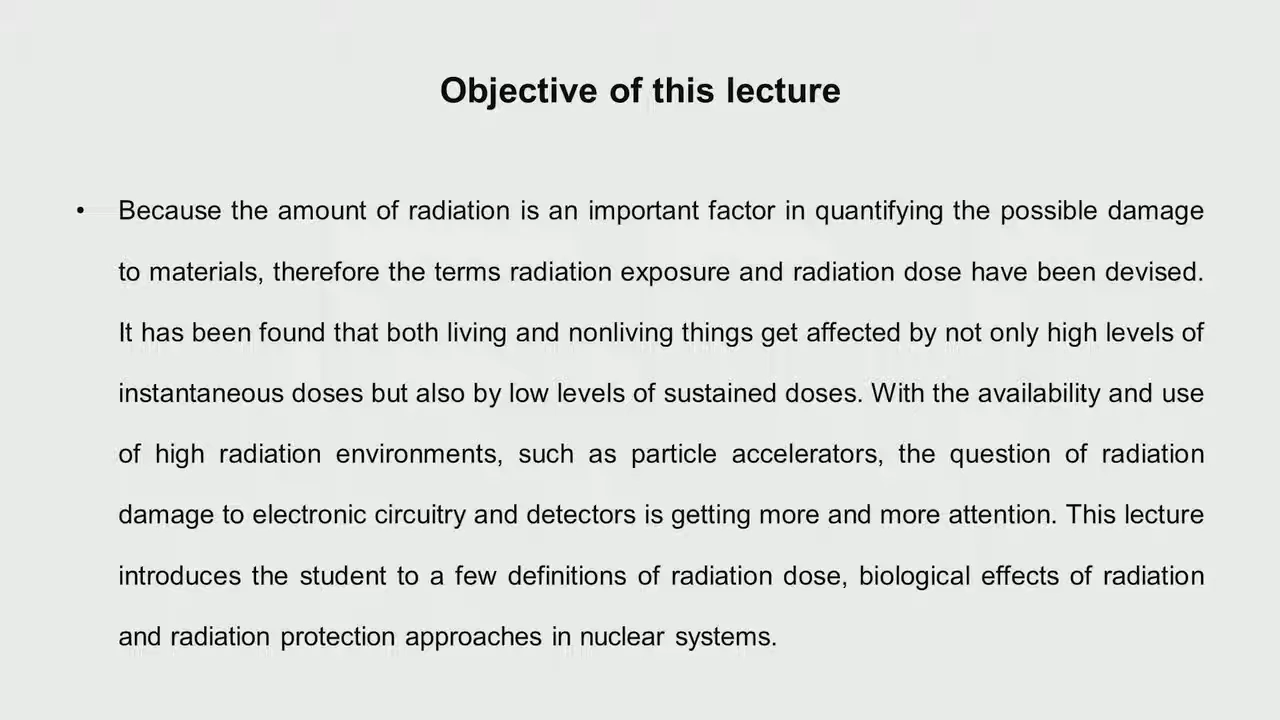 Objective of this lecture
• Because the amount of radiation is an important factor in quantifying the possible damage
to materials, therefore the terms radiation exposure and radiation dose have been devised.
It has been found that both living and nonliving things get affected by not only high levels of
instantaneous doses but also by low levels of sustained doses. With the availability and use
of high radiation environments, such as particle accelerators, the question of radiation
damage to electronic circuitry and detectors is getting more and more attention. This lecture
introduces the student to a few definitions of radiation dose, biological effects of radiation
and radiation protection approaches in nuclear systems.